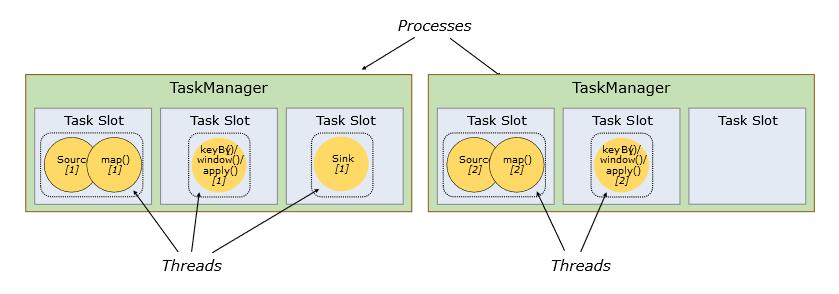 Processes
TaskManager
Task Slot
Source
[1]
map()
[1]
Task Slot
keyBy()/
window()/
apply()
[1]
Task Slot
Sink
[1]
TaskManager
Task Slot
Source
[2]
map()
[2]
Task Slot
keyBy()/
window()/
apply()
[2]
Task Slot
Threads
Threads